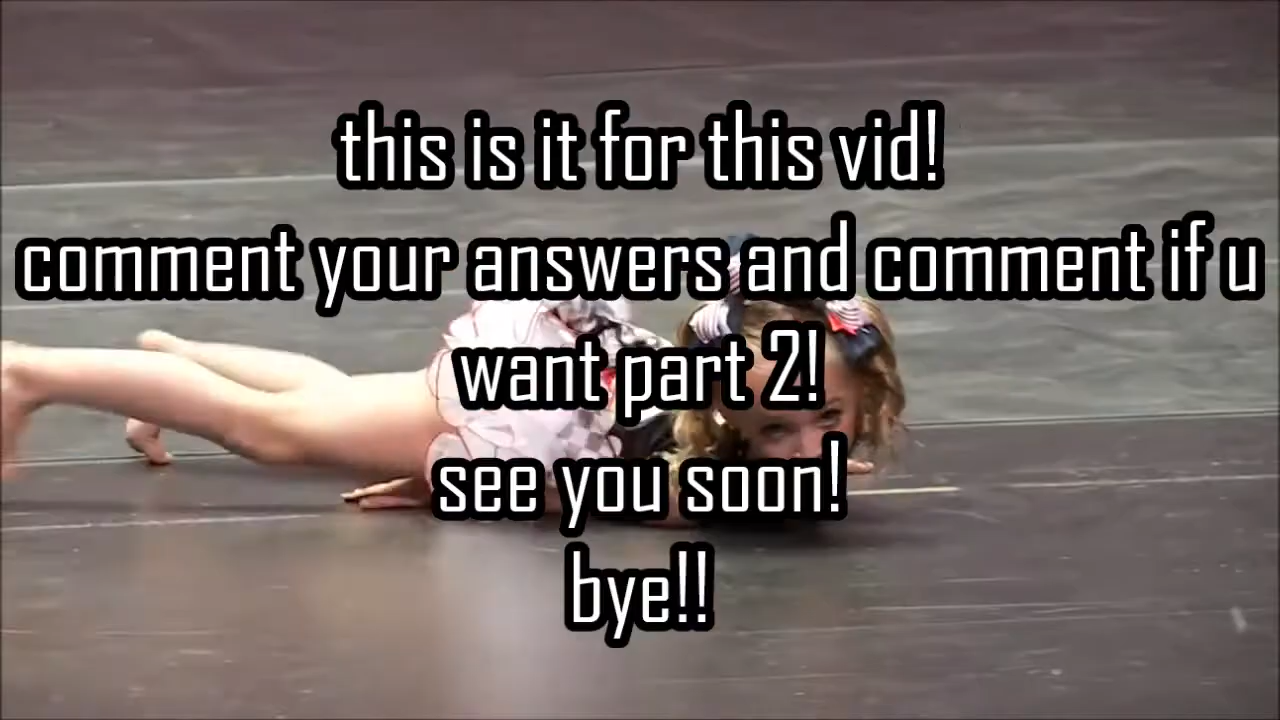 this is it for this vid!
comment your answers and comment if u
want part 2!
see you soon!
bye!!